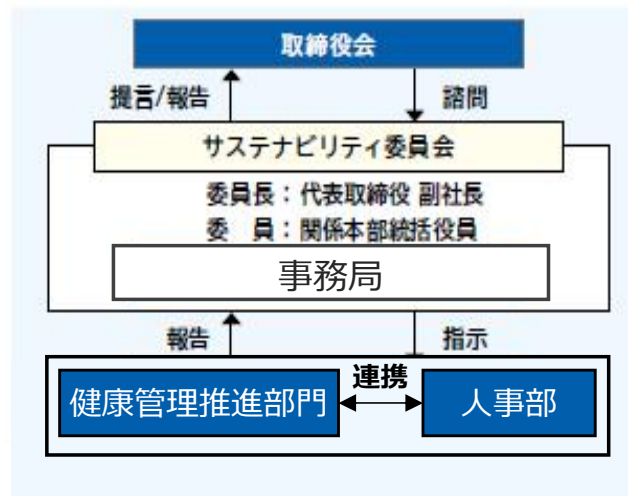 取締役会
提言/報告
諮問
サステナビリティ委員会
委員長：代表取締役 副社長
委　員：関係本部統括役員
事務局
報告
指示
連携
健康管理推進部門
人事部